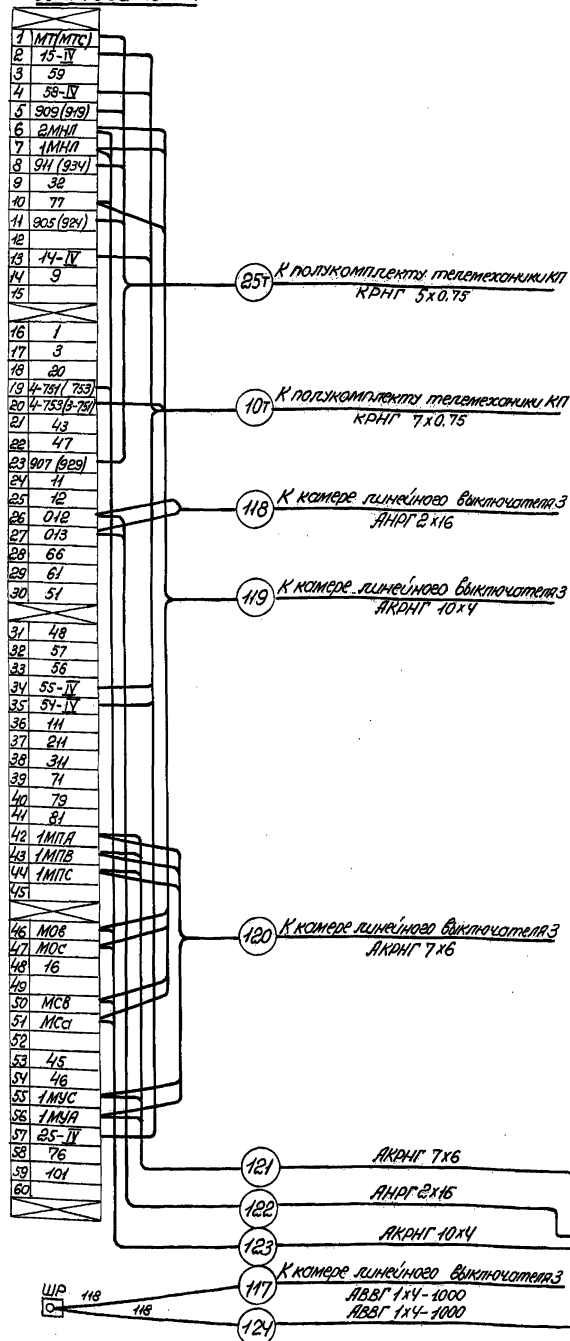 1 МТ(МТС)
2 15-IV
3 59
4 58-IV
5 909(919)
6 2МНЛ
7 1МНЛ
8 911(934)
9 32
10 77
11 905(924)
12
13 14-IV
14 9
15
16 1
17 3
18 20
19 4-751(753)
20 4-753(3-751)
21 43
22 47
23 907(929)
24 11
25 12
26 012
27 013
28 66
29 61
30 51
31 48
32 57
33 56
34 55-IV
35 54-IV
36 111
37 211
38 311
39 71
40 79
41 81
42 1МПА
43 1МПВ
44 1МПС
45
46 МОв
47 МОС
48 16
49
50 МСВ
51 МСа
52
53 45
54 46
55 1МУС
56 1МУА
57 25-IV
58 76
59 101
60
25т К полукомплекту телемеханики КП
КРНГ 5х0.75
10т К полукомплекту телемеханики КП
КРНГ 7х0.75
118 К камере линейного выключателя 3
АНРГ 2х16
119 К камере линейного выключателя 3
АКРНГ 10х4
120 К камере линейного выключателя 3
АКРНГ 7х6
121 АКРНГ 7х6
122 АНРГ 2х16
123 АКРНГ 10х4
ШР 118 117 К камере линейного выключателя 3
АВВГ 1х4-1000
118 124 АВВГ 1х4-1000